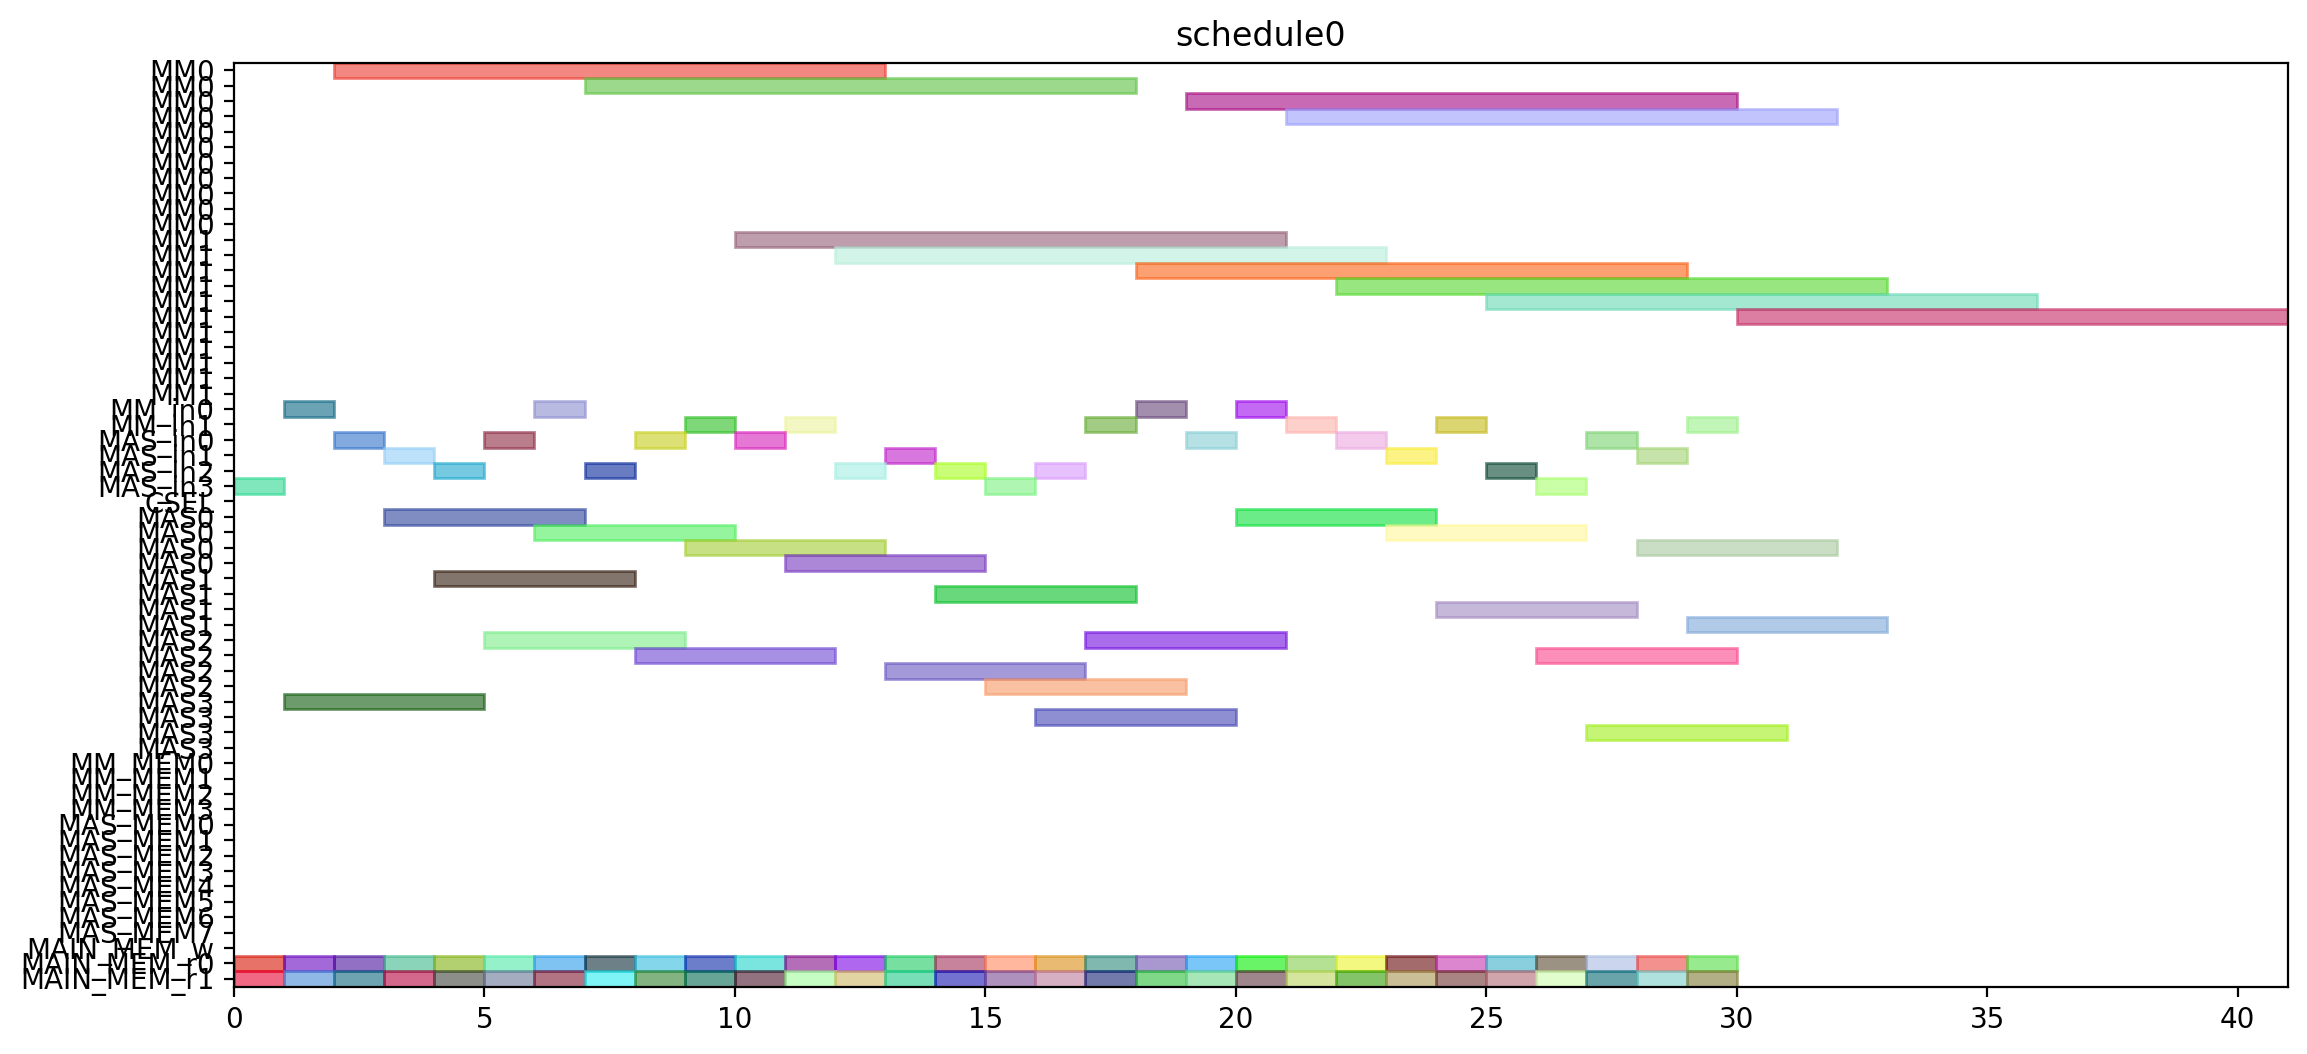 schedule0
MM0
MM0
MM0
MM0
MM0
MM0
MM0
MM0
MM0
MM0
MM0
MM1
MM1
MM1
MM1
MM1
MM1
MM1
MM1
MM1
MM1
MM1
MM_in0
MM_in1
MAS_in0
MAS_in1
MAS_in2
MAS_in3
CSEL
MAS0
MAS0
MAS0
MAS0
MAS1
MAS1
MAS1
MAS1
MAS2
MAS2
MAS2
MAS2
MAS3
MAS3
MAS3
MAS3
MM_MEM0
MM_MEM1
MM_MEM2
MM_MEM3
MAS_MEM0
MAS_MEM1
MAS_MEM2
MAS_MEM3
MAS_MEM4
MAS_MEM5
MAS_MEM6
MAS_MEM7
MAIN_MEM_w
MAIN_MEM_r0
MAIN_MEM_r1
0 5 10 15 20 25 30 35 40